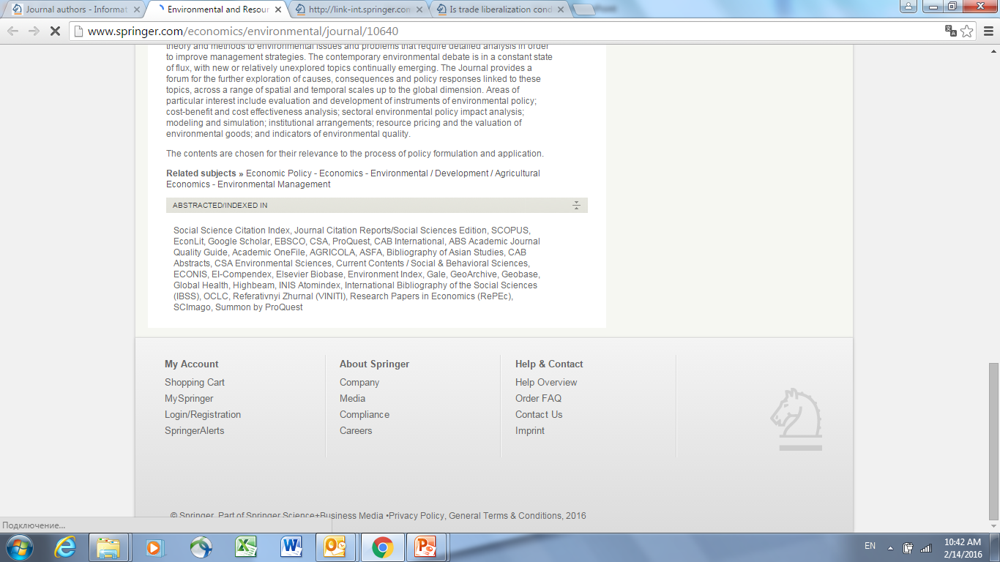 Journal authors - Informat
Environmental and Resour
http://link-int.springer.com
Is trade liberalization cond
www.springer.com/economics/environmental/journal/10640
theory and methods to environmental issues and problems that require detailed analysis in order
to improve management strategies. The contemporary environmental debate is in a constant state
of flux, with new or relatively unexplored topics continually emerging. The Journal provides a
forum for the further exploration of causes, consequences and policy responses linked to these
topics, across a range of spatial and temporal scales up to the global dimension. Areas of
particular interest include evaluation and development of instruments of environmental policy;
cost-benefit and cost effectiveness analysis; sectoral environmental policy impact analysis;
modeling and simulation; institutional arrangements; resource pricing and the valuation of
environmental goods; and indicators of environmental quality.
The contents are chosen for their relevance to the process of policy formulation and application.
Related subjects » Economic Policy - Economics - Environmental / Development / Agricultural
Economics - Environmental Management
ABSTRACTED/INDEXED IN
Social Science Citation Index, Journal Citation Reports/Social Sciences Edition, SCOPUS,
EconLit, Google Scholar, EBSCO, CSA, ProQuest, CAB International, ABS Academic Journal
Quality Guide, Academic OneFile, AGRICOLA, ASFA, Bibliography of Asian Studies, CAB
Abstracts, CSA Environmental Sciences, Current Contents / Social & Behavioral Sciences,
ECONIS, EI-Compendex, Elsevier Biobase, Environment Index, Gale, GeoArchive, Geobase,
Global Health, Highbeam, INIS Atomindex, International Bibliography of the Social Sciences
(IBSS), OCLC, Referativnyi Zhurnal (VINITI), Research Papers in Economics (RePEc),
SCImago, Summon by ProQuest
My Account
Shopping Cart
MySpringer
Login/Registration
SpringerAlerts
About Springer
Company
Media
Compliance
Careers
Help & Contact
Help Overview
Order FAQ
Contact Us
Imprint
© Springer, Part of Springer Science+Business Media •Privacy Policy, General Terms & Conditions, 2016
Подключение...
EN
10:42 AM
2/14/2016